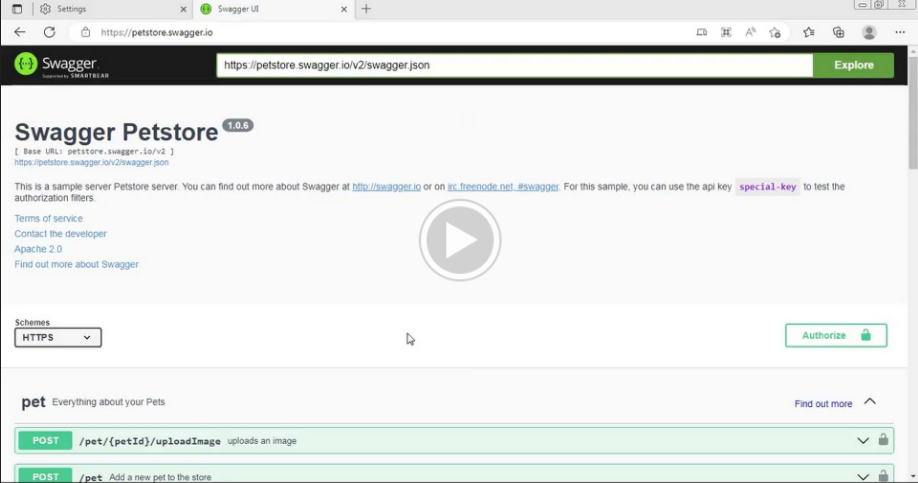 Settings
Swagger UI
https://petstore.swagger.io
Swagger
Supported by SMARTBEAR
https://petstore.swagger.io/v2/swagger.json
Explore
Swagger Petstore 1.0.6
[ Base URL: petstore.swagger.io/v2 ]
https://petstore.swagger.io/v2/swagger.json
This is a sample server Petstore server. You can find out more about Swagger at http://swagger.io or on irc.freenode.net, #swagger. For this sample, you can use the api key special-key to test the
authorization filters.
Terms of service
Contact the developer
Apache 2.0
Find out more about Swagger
Schemes
HTTPS
Authorize
pet Everything about your Pets
Find out more
POST /pet/{petId}/uploadImage uploads an image
POST /pet Add a new pet to the store